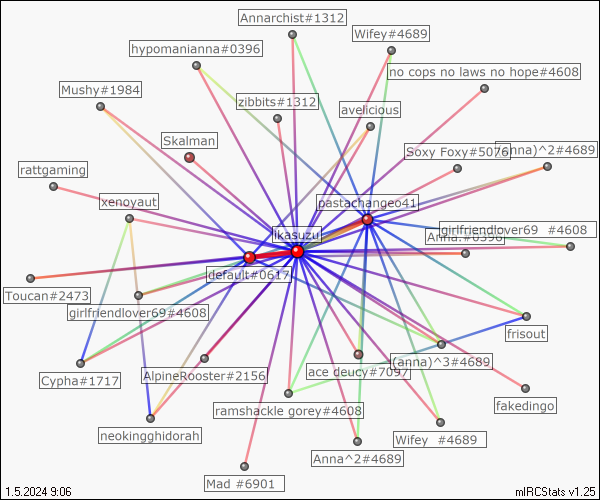 Annarchist#1312
Wifey#4689
hypomanianna#0396
no cops no laws no hope#4608
Mushy#1984
zibbits#1312
avelicious
Skalman
Soxy Foxy#5076
(anna)^2#4689
rattgaming
xenoyaut
pastachangeo41
ikasuzu
girlfriendlover69  #4608
Anna.#0396
default#0617
Toucan#2473
girlfriendlover69#4608
frisout
(anna)^3#4689
ace deucy#7097
Cypha#1717
AlpineRooster#2156
fakedingo
ramshackle gorey#4608
neokingghidorah
Wifey  #4689
Anna^2#4689
Mad #6901
1.5.2024 9:06
mIRCStats v1.25